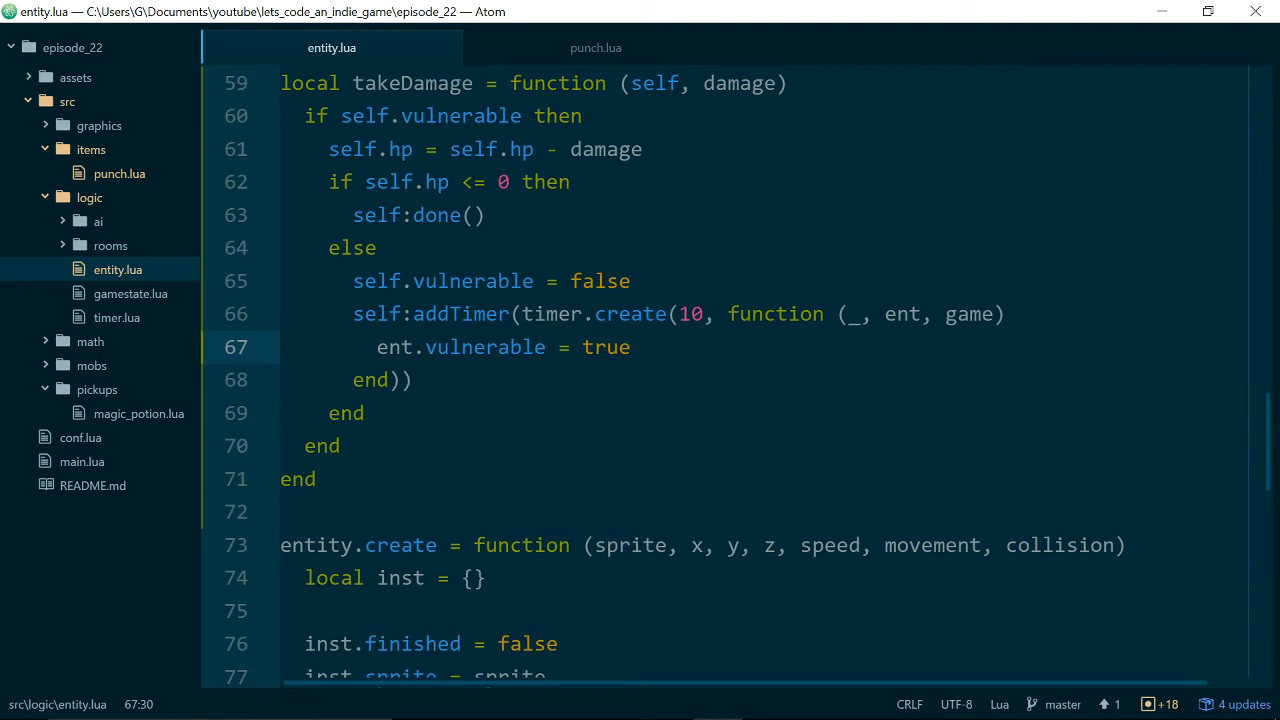 entity.lua — C:\Users\G\Documents\youtube\lets_code_an_indie_game\episode_22 — Atom
episode_22
assets
src
graphics
items
punch.lua
logic
ai
rooms
entity.lua
gamestate.lua
timer.lua
math
mobs
pickups
magic_potion.lua
conf.lua
main.lua
README.md
entity.lua
punch.lua
59 local takeDamage = function (self, damage)
60 if self.vulnerable then
61 self.hp = self.hp - damage
62 if self.hp <= 0 then
63 self:done()
64 else
65 self.vulnerable = false
66 self:addTimer(timer.create(10, function (_, ent, game)
67 ent.vulnerable = true
68 end))
69 end
70 end
71 end
72
73 entity.create = function (sprite, x, y, z, speed, movement, collision)
74 local inst = {}
75
76 inst.finished = false
77 inst.sprite = sprite
src\logic\entity.lua 67:30 CRLF UTF-8 Lua master 1 +18 4 updates